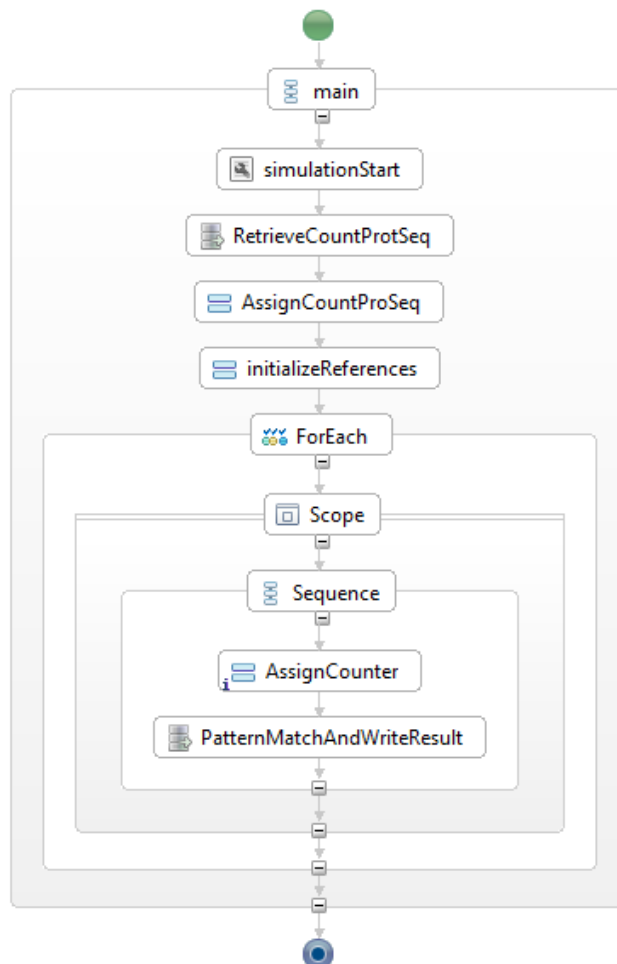 main
simulationStart
RetrieveCountProtSeq
AssignCountProSeq
initializeReferences
ForEach
Scope
Sequence
i AssignCounter
PatternMatchAndWriteResult